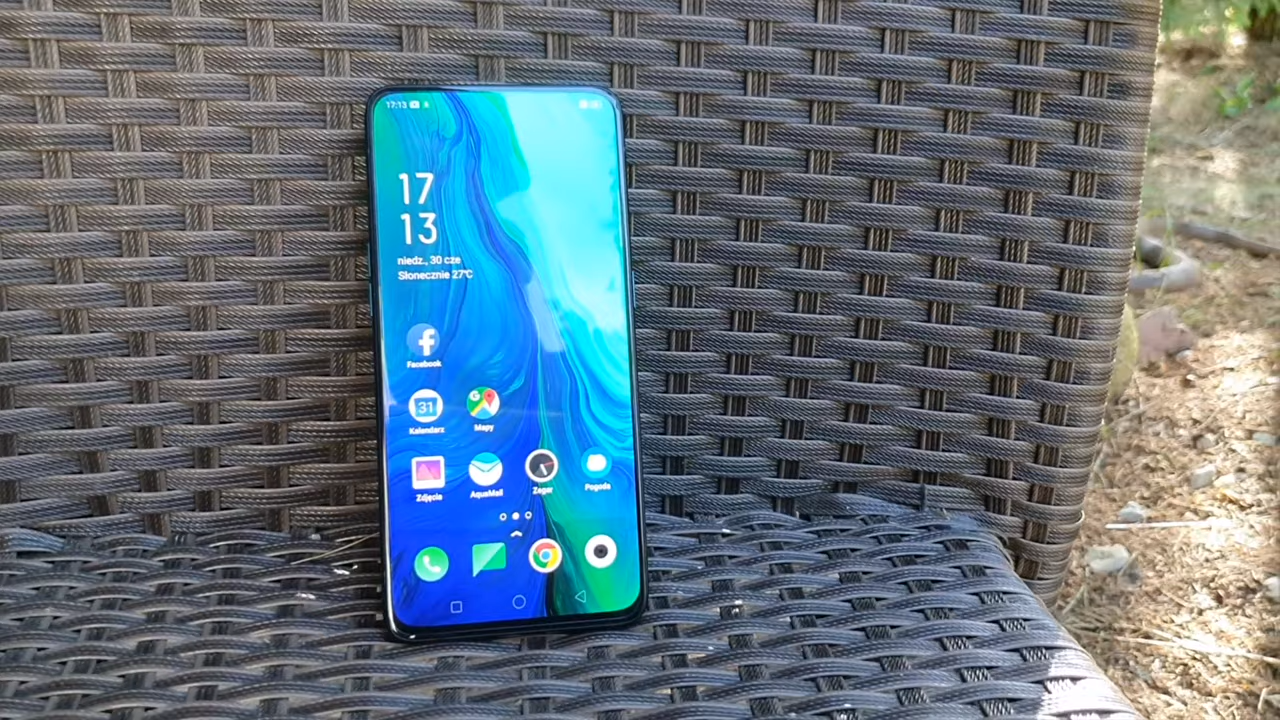 17:13
17
13
niedz., 30 cze
Słonecznie 27°C
Facebook
31
Kalendarz
G
Mapy
Zdjęcia
AquaMail
Zegar
Pogoda